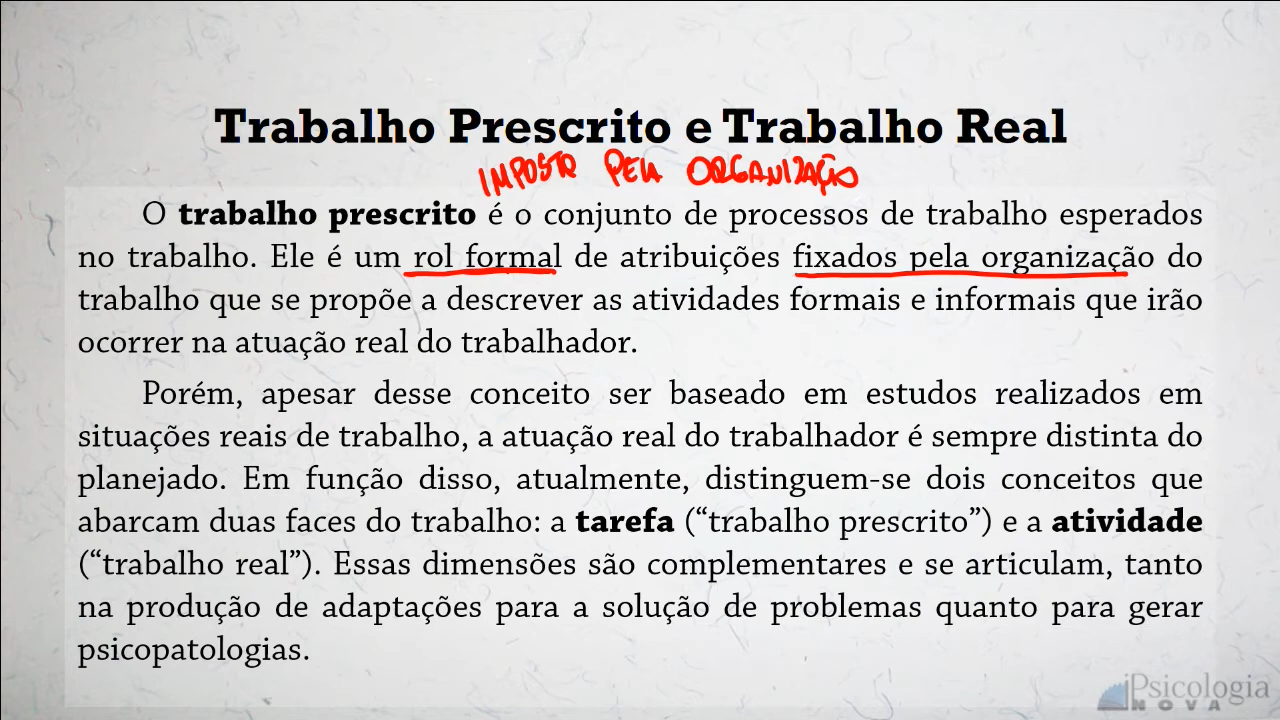 Trabalho Prescrito e Trabalho Real
IMPOSTO PELA ORGANIZAÇÃO
O trabalho prescrito é o conjunto de processos de trabalho esperados
no trabalho. Ele é um rol formal de atribuições fixados pela organização do
trabalho que se propõe a descrever as atividades formais e informais que irão
ocorrer na atuação real do trabalhador.
Porém, apesar desse conceito ser baseado em estudos realizados em
situações reais de trabalho, a atuação real do trabalhador é sempre distinta do
planejado. Em função disso, atualmente, distinguem-se dois conceitos que
abarcam duas faces do trabalho: a tarefa (“trabalho prescrito”) e a atividade
(“trabalho real”). Essas dimensões são complementares e se articulam, tanto
na produção de adaptações para a solução de problemas quanto para gerar
psicopatologias.
Psicologia
NOVA